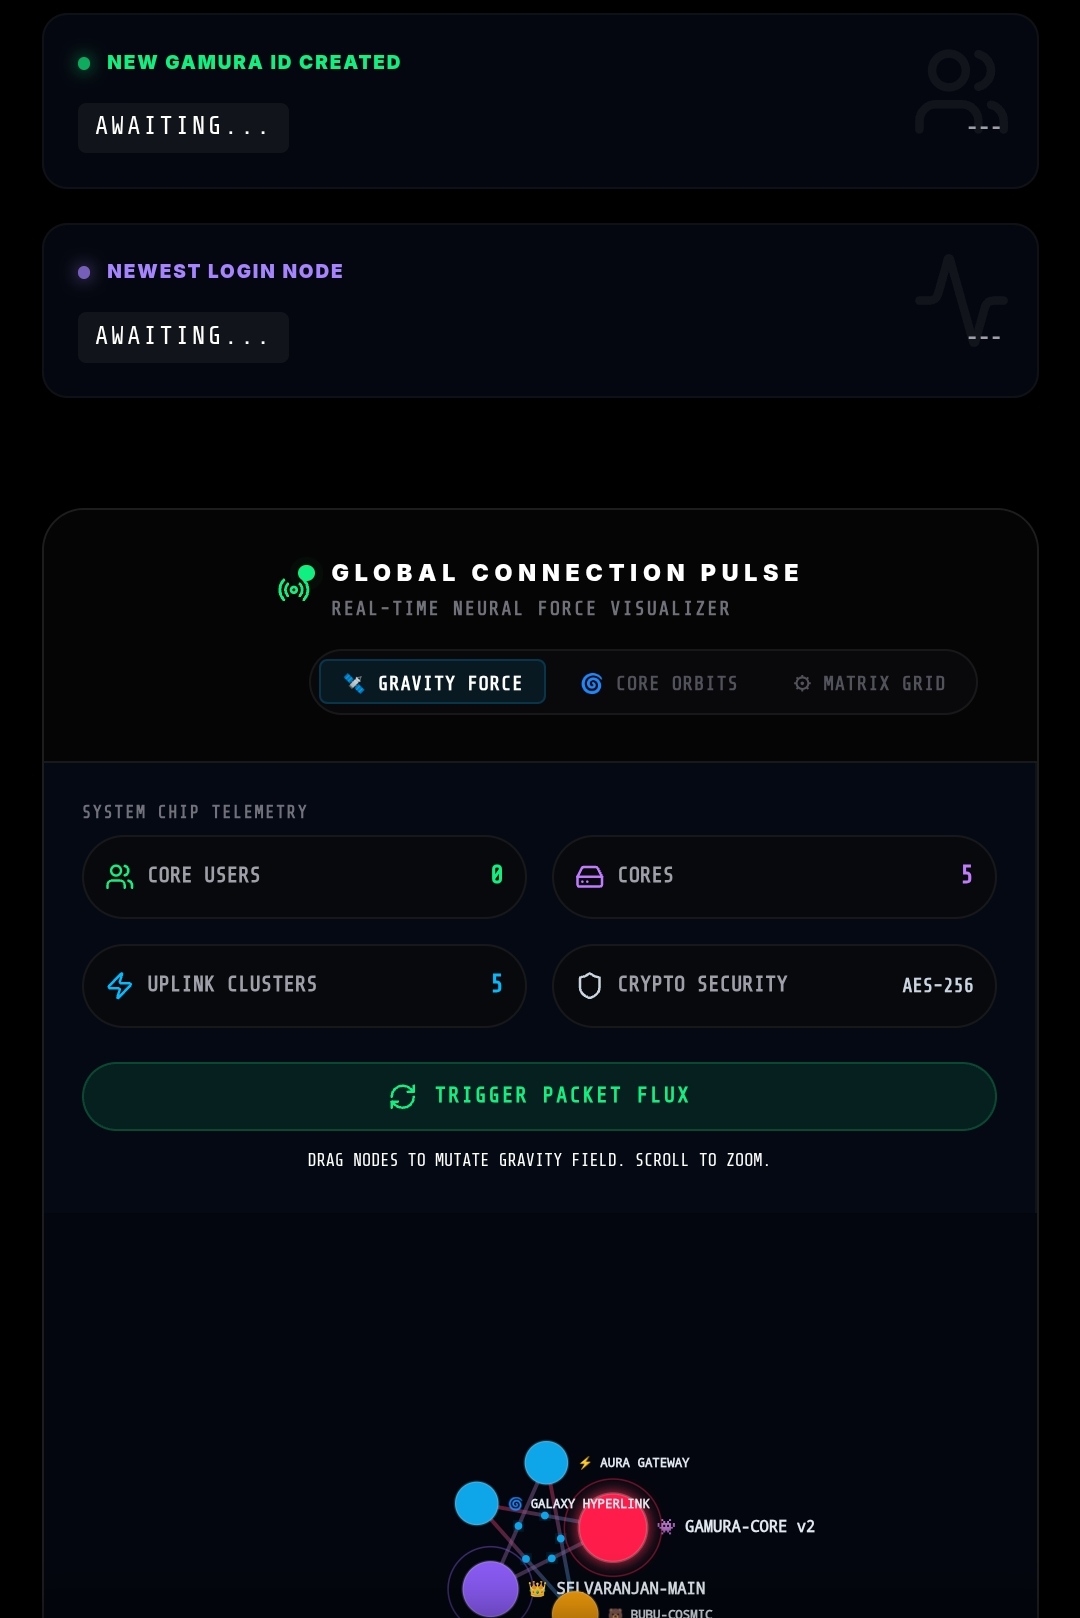 NEW GAMURA ID CREATED
AWAITING...
---
NEWEST LOGIN NODE
AWAITING...
---
GLOBAL CONNECTION PULSE
REAL-TIME NEURAL FORCE VISUALIZER
🛰️ GRAVITY FORCE
🌀 CORE ORBITS
⚙ MATRIX GRID
SYSTEM CHIP TELEMETRY
CORE USERS 0
CORES 5
UPLINK CLUSTERS 5
CRYPTO SECURITY AES-256
TRIGGER PACKET FLUX
DRAG NODES TO MUTATE GRAVITY FIELD. SCROLL TO ZOOM.
⚡ AURA GATEWAY
🌀 GALAXY HYPERLINK
👾 GAMURA-CORE v2
👑 SELVARANJAN-MAIN
🐻 BUBU-COSMIC